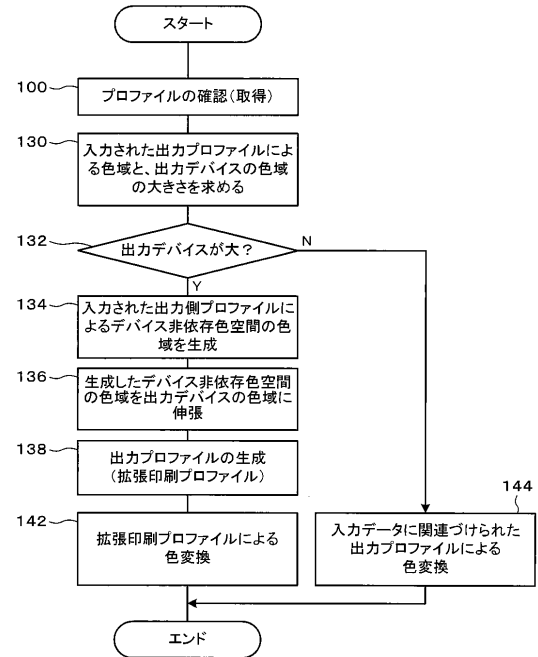 スタート
100
プロファイルの確認(取得)
130
入力された出力プロファイルによ
る色域と、出力デバイスの色域
の大きさを求める
132
出力デバイスが大?
N
Y
134
入力された出力側プロファイルに
よるデバイス非依存色空間の色
域を生成
136
生成したデバイス非依存色空間
の色域を出力デバイスの色域に
伸張
138
出力プロファイルの生成
(拡張印刷プロファイル)
142
拡張印刷プロファイルによる
色変換
144
入力データに関連づけられた
出力プロファイルによる
色変換
エンド